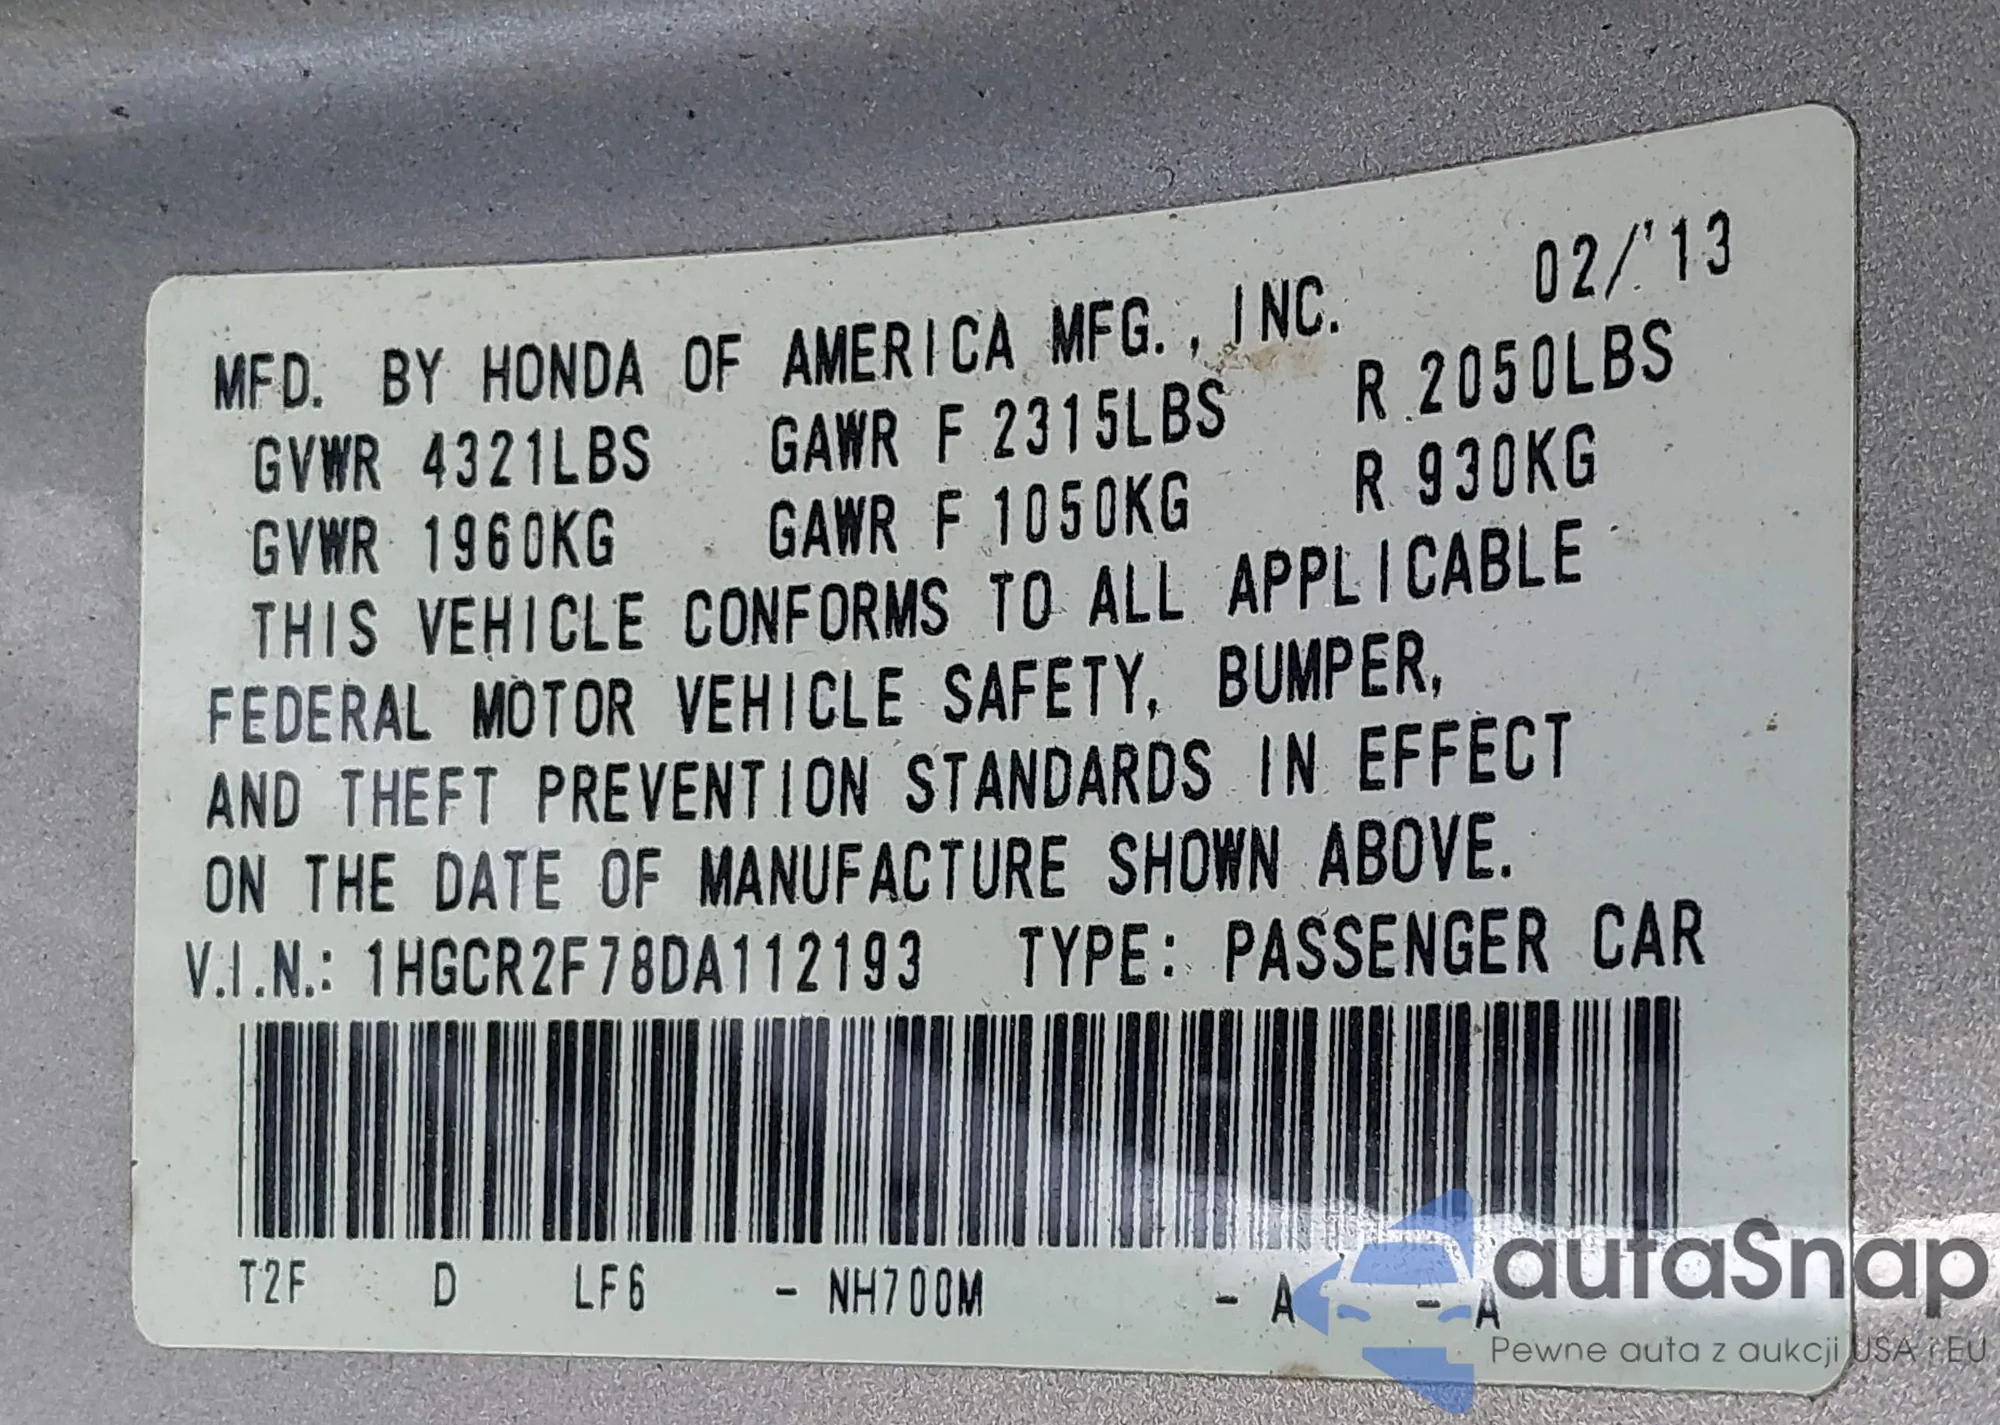 02/'13
MFD. BY HONDA OF AMERICA MFG., INC.
GVWR 4321LBS GAWR F 2315LBS R 2050LBS
GVWR 1960KG GAWR F 1050KG R 930KG
THIS VEHICLE CONFORMS TO ALL APPLICABLE
FEDERAL MOTOR VEHICLE SAFETY, BUMPER,
AND THEFT PREVENTION STANDARDS IN EFFECT
ON THE DATE OF MANUFACTURE SHOWN ABOVE.
V.I.N.: 1HGCR2F78DA112193 TYPE: PASSENGER CAR
T2F D LF6 - NH700M - A - A
autaSnap
Pewne auta z aukcji USA i EU